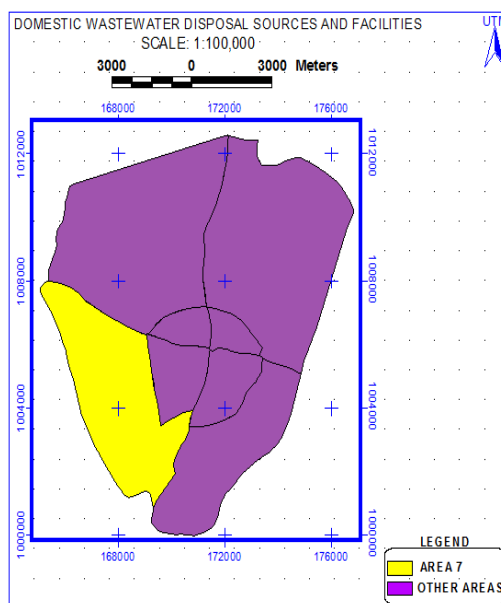 DOMESTIC WASTEWATER DISPOSAL SOURCES AND FACILITIES
UTM
SCALE: 1:100,000
3000 0 3000 Meters
168000 172000 176000
1012000 1012000
1008000 1008000
1004000 1004000
1000000 1000000
168000 172000 176000
LEGEND
AREA 7
OTHER AREAS